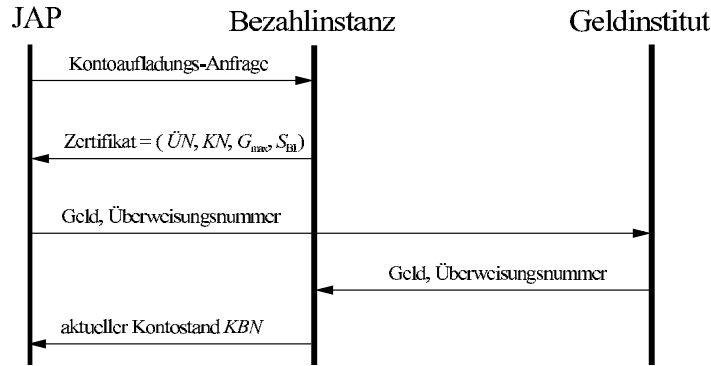 JAP Bezahlinstanz Geldinstitut
Kontoaufladungs-Anfrage
Zertifikat = ( ÜN, KN, Gmax, SBI)
Geld, Überweisungsnummer
Geld, Überweisungsnummer
aktueller Kontostand KBN